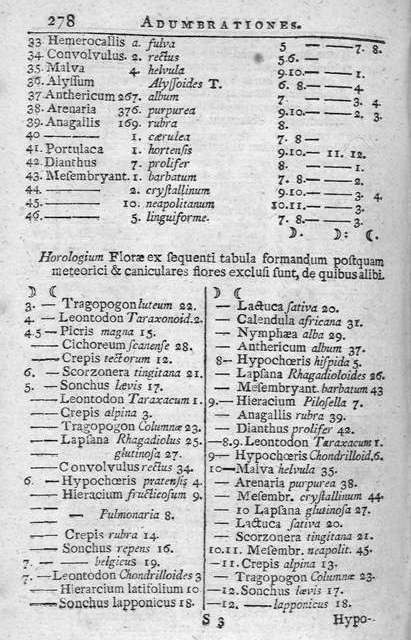 278 ADUMBRATIONES.
33. Hemerocallis a. fulva 5 — —7. 8.
34. Convolvulus. 2. rectus 5.6. —
35. Malva 4. helvula 9.10.— — 1.
36. Alyssum Alyssoides T. 6. 8.— 4.
37. Anthericum 267. album 7. — — 3. 4.
38. Arenaria 376. purpurea 9.10.— — 2. 3.
39. Anagallis 169. rubra 8.
40 — 1. cærulea 7. 8 —
41. Portulaca 1. hortensis 9.10.— 11. 12.
42. Dianthus 7. prolifer 8. — — 1.
43. Mesembryant. 1. barbatum 7. 8.— — 2.
44. — 2. crystallinum 9.10.— — 3. 4.
45. — 10. neapolitanum 10.11.— — 3.
46. — 5. linguiforme. 7. 8.— — 3.
☽. ☽: ☾.
Horologium Floræ ex sequenti tabula formandum postquam
meteorici & caniculares flores exclusi sunt, de quibus alibi.
☽ ☾
3. — Tragopogon luteum 22.
4. — Leontodon Taraxonoid. 2.
4-5 — Picris magna 15.
— Cichoreum scanense 28.
— Crepis tectorum 12.
6. — Scorzonera tingitana 21.
5. — Sonchus lævis 17.
— Leontodon Taraxacum 1.
— Crepis alpina 3.
— Tragopogon Columnæ 23.
— Lapsana Rhagadiolus 25.
— glutinosa 27.
— Convolvulus rectus 34.
6 — Hypochœris pratensis 4.
— Hieracium fructicosum 9.
— — Pulmonaria 8.
— Crepis rubra 14.
— Sonchus repens 16.
7. — — belgicus 19.
7. — Leontodon Chondrilloides 3
— Hierarcium latifolium 10
— Sonchus lapponicus 18.
☽ ☾
— Lactuca sativa 20.
— Calendula africana 31.
— Nymphæa alba 29.
— Anthericum album 37.
8— Hypochœris hispida 5.
— Lapsana Rhagadioloides 26.
— Mesembryant. barbatum 43
9.— Hieracium Pilosella 7.
— Anagallis rubra 39.
— Dianthus prolifer 42.
—8.9. Leontodon Taraxacum 1.
9— Hypochœris Chondrilloid. 6.
10—Malva helvula 35.
— Arenaria purpurea 38.
— Mesembr. crystallinum 44.
— 10 Lapsana glutinosa 27.
— Lactuca sativa 20.
— Scorzonera tingitana 21.
10.11. Mesembr. neapolit. 45.
—11. Crepis alpina 13.
— Tragopogon Columnæ 23.
—12. Sonchus lævis 17.
—12. — lapponicus 18.
S 3 Hypo-